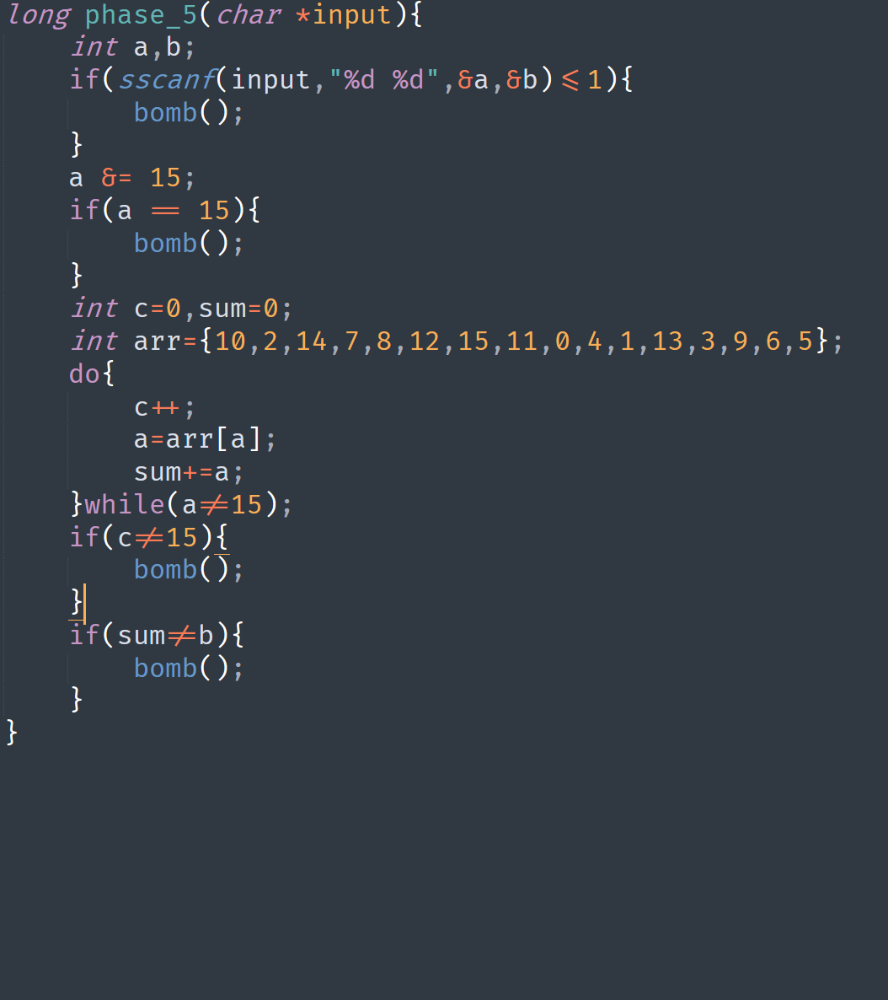 long phase_5(char *input){
    int a,b;
    if(sscanf(input,"%d %d",&a,&b)<=1){
        bomb();
    }
    a &= 15;
    if(a == 15){
        bomb();
    }
    int c=0,sum=0;
    int arr={10,2,14,7,8,12,15,11,0,4,1,13,3,9,6,5};
    do{
        c++;
        a=arr[a];
        sum+=a;
    }while(a!=15);
    if(c!=15){
        bomb();
    }
    if(sum!=b){
        bomb();
    }
}